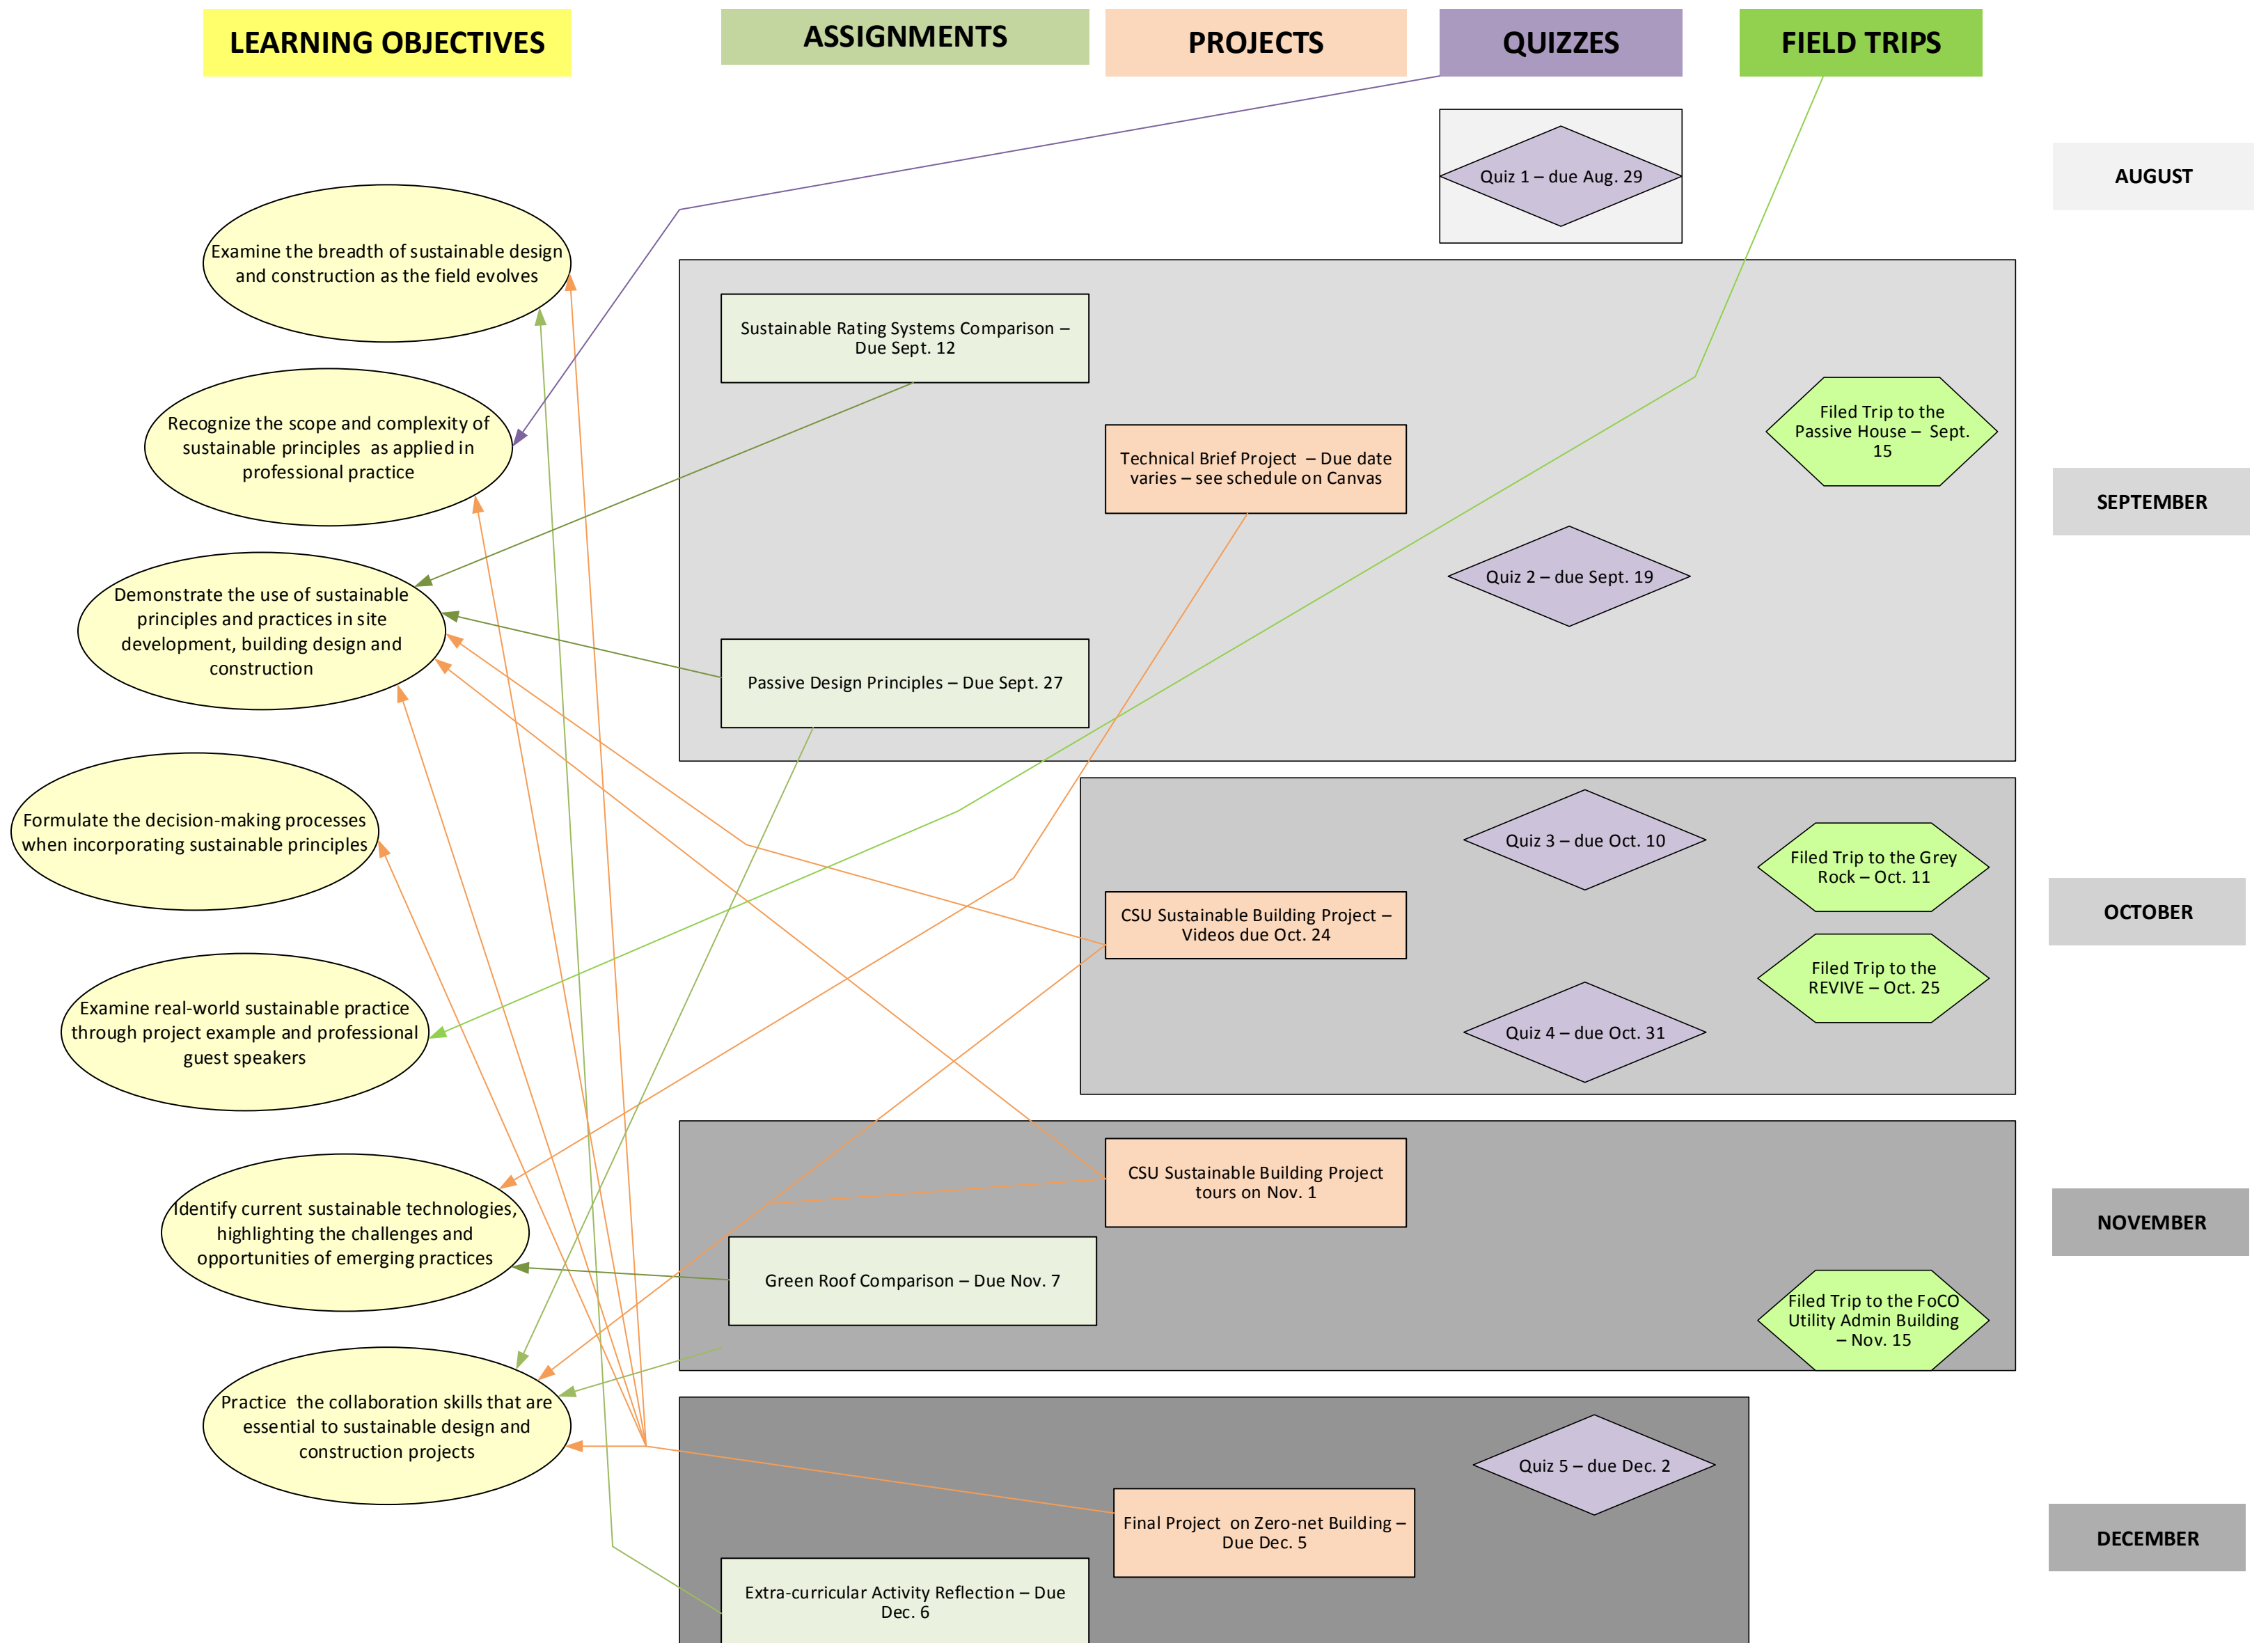 LEARNING OBJECTIVES
ASSIGNMENTS
PROJECTS
QUIZZES
FIELD TRIPS
Quiz 1 – due Aug. 29
AUGUST
Examine the breadth of sustainable design
and construction as the field evolves
Sustainable Rating Systems Comparison –
Due Sept. 12
Recognize the scope and complexity of
sustainable principles as applied in
professional practice
Technical Brief Project – Due date
varies – see schedule on Canvas
Filed Trip to the
Passive House – Sept.
15
SEPTEMBER
Quiz 2 – due Sept. 19
Demonstrate the use of sustainable
principles and practices in site
development, building design and
construction
Passive Design Principles – Due Sept. 27
Formulate the decision-making processes
when incorporating sustainable principles
Quiz 3 – due Oct. 10
Filed Trip to the Grey
Rock – Oct. 11
CSU Sustainable Building Project –
Videos due Oct. 24
OCTOBER
Filed Trip to the
REVIVE – Oct. 25
Quiz 4 – due Oct. 31
Examine real-world sustainable practice
through project example and professional
guest speakers
CSU Sustainable Building Project
tours on Nov. 1
NOVEMBER
Identify current sustainable technologies,
highlighting the challenges and
opportunities of emerging practices
Green Roof Comparison – Due Nov. 7
Filed Trip to the FoCO
Utility Admin Building
– Nov. 15
Practice the collaboration skills that are
essential to sustainable design and
construction projects
Quiz 5 – due Dec. 2
Final Project on Zero-net Building –
Due Dec. 5
DECEMBER
Extra-curricular Activity Reflection – Due
Dec. 6